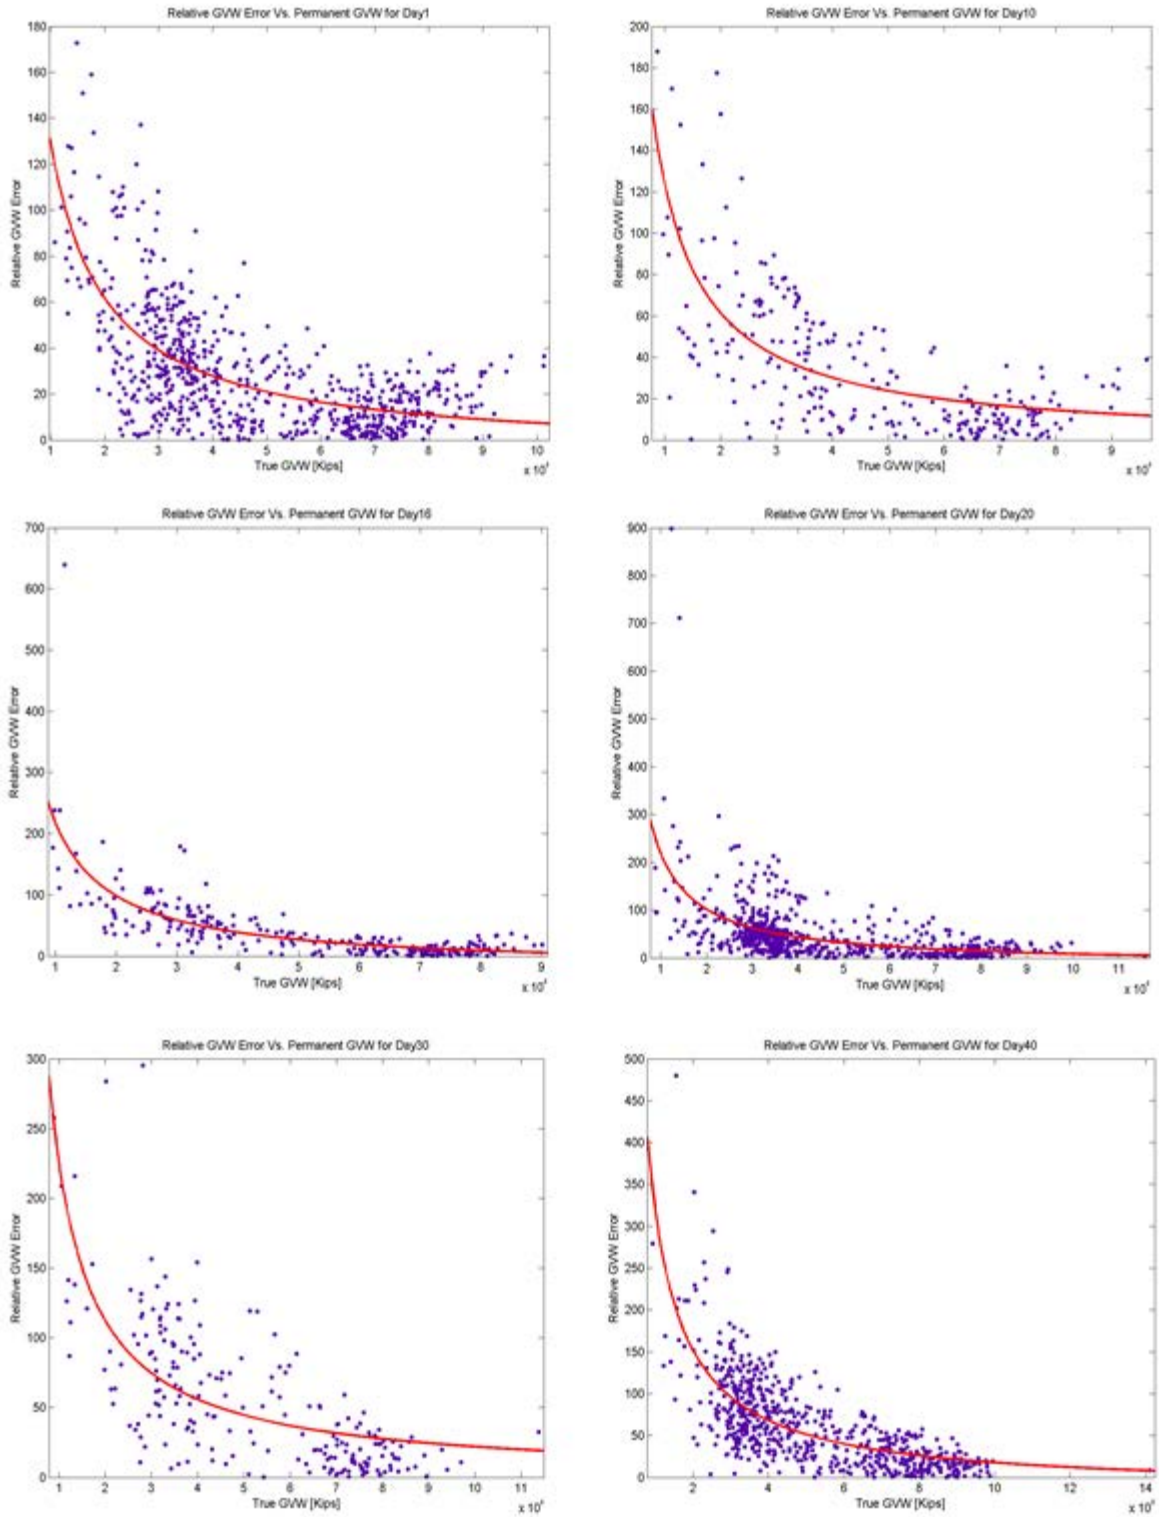 Relative GVW Error Vs. Permanent GVW for Day1
180
160
140
120
100
80
60
40
20
0
Relative GVW Error
1 2 3 4 5 6 7 8 9 10
True GVW [Kips]
x 10⁴
Relative GVW Error Vs. Permanent GVW for Day10
200
180
160
140
120
100
80
60
40
20
0
Relative GVW Error
1 2 3 4 5 6 7 8 9
True GVW [Kips]
x 10⁴
Relative GVW Error Vs. Permanent GVW for Day16
700
600
500
400
300
200
100
0
Relative GVW Error
1 2 3 4 5 6 7 8 9
True GVW [Kips]
x 10⁴
Relative GVW Error Vs. Permanent GVW for Day20
900
800
700
600
500
400
300
200
100
0
Relative GVW Error
1 2 3 4 5 6 7 8 9 10 11
True GVW [Kips]
x 10⁴
Relative GVW Error Vs. Permanent GVW for Day30
300
250
200
150
100
50
0
Relative GVW Error
1 2 3 4 5 6 7 8 9 10 11
True GVW [Kips]
x 10⁴
Relative GVW Error Vs. Permanent GVW for Day40
500
450
400
350
300
250
200
150
100
50
0
Relative GVW Error
2 4 6 8 10 12 14
True GVW [Kips]
x 10⁴